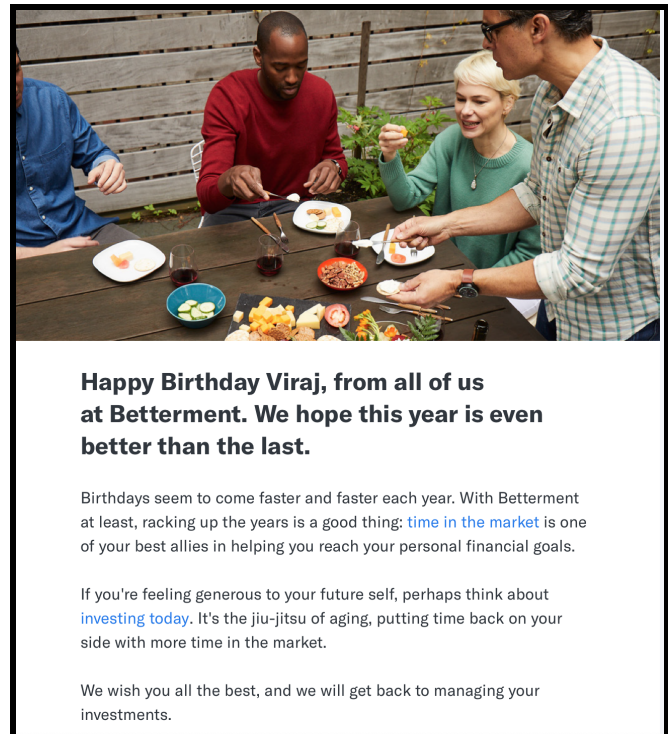 Happy Birthday Viraj, from all of us
at Betterment. We hope this year is even
better than the last.
Birthdays seem to come faster and faster each year. With Betterment
at least, racking up the years is a good thing: time in the market is one
of your best allies in helping you reach your personal financial goals.
If you're feeling generous to your future self, perhaps think about
investing today. It's the jiu-jitsu of aging, putting time back on your
side with more time in the market.
We wish you all the best, and we will get back to managing your
investments.